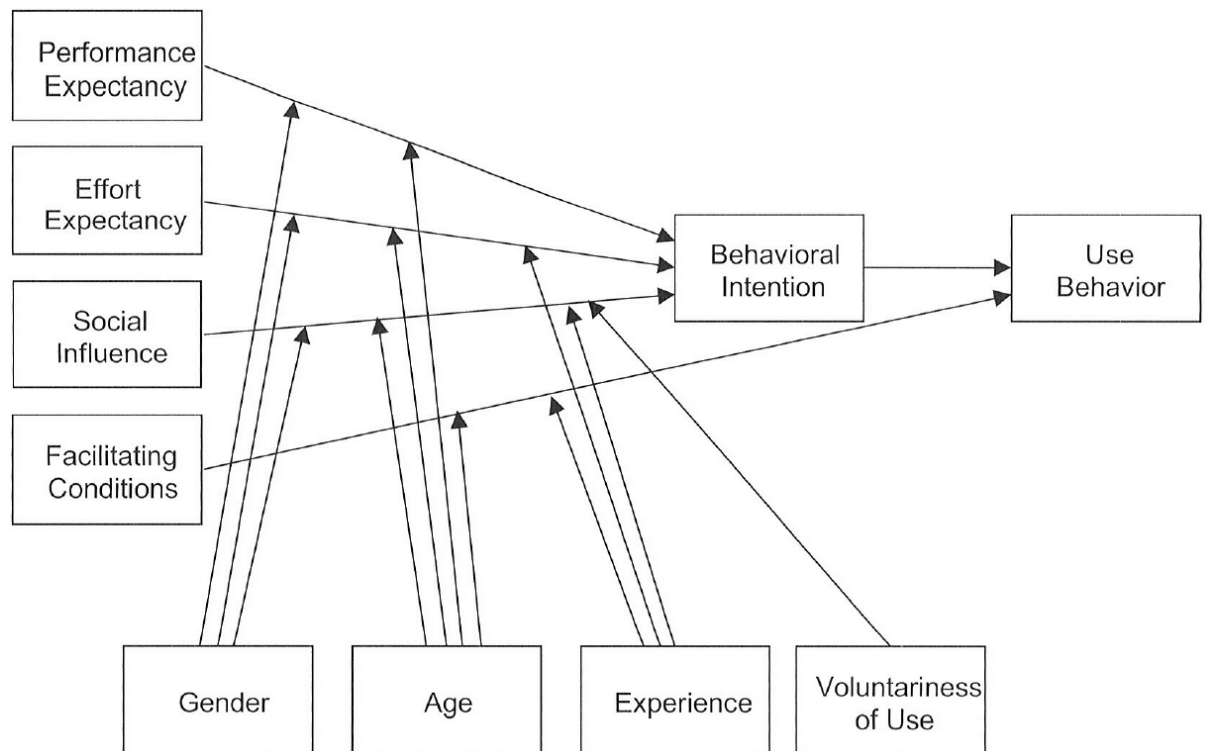 Performance
Expectancy
Effort
Expectancy
Social
Influence
Facilitating
Conditions
Behavioral
Intention
Use
Behavior
Gender
Age
Experience
Voluntariness
of Use